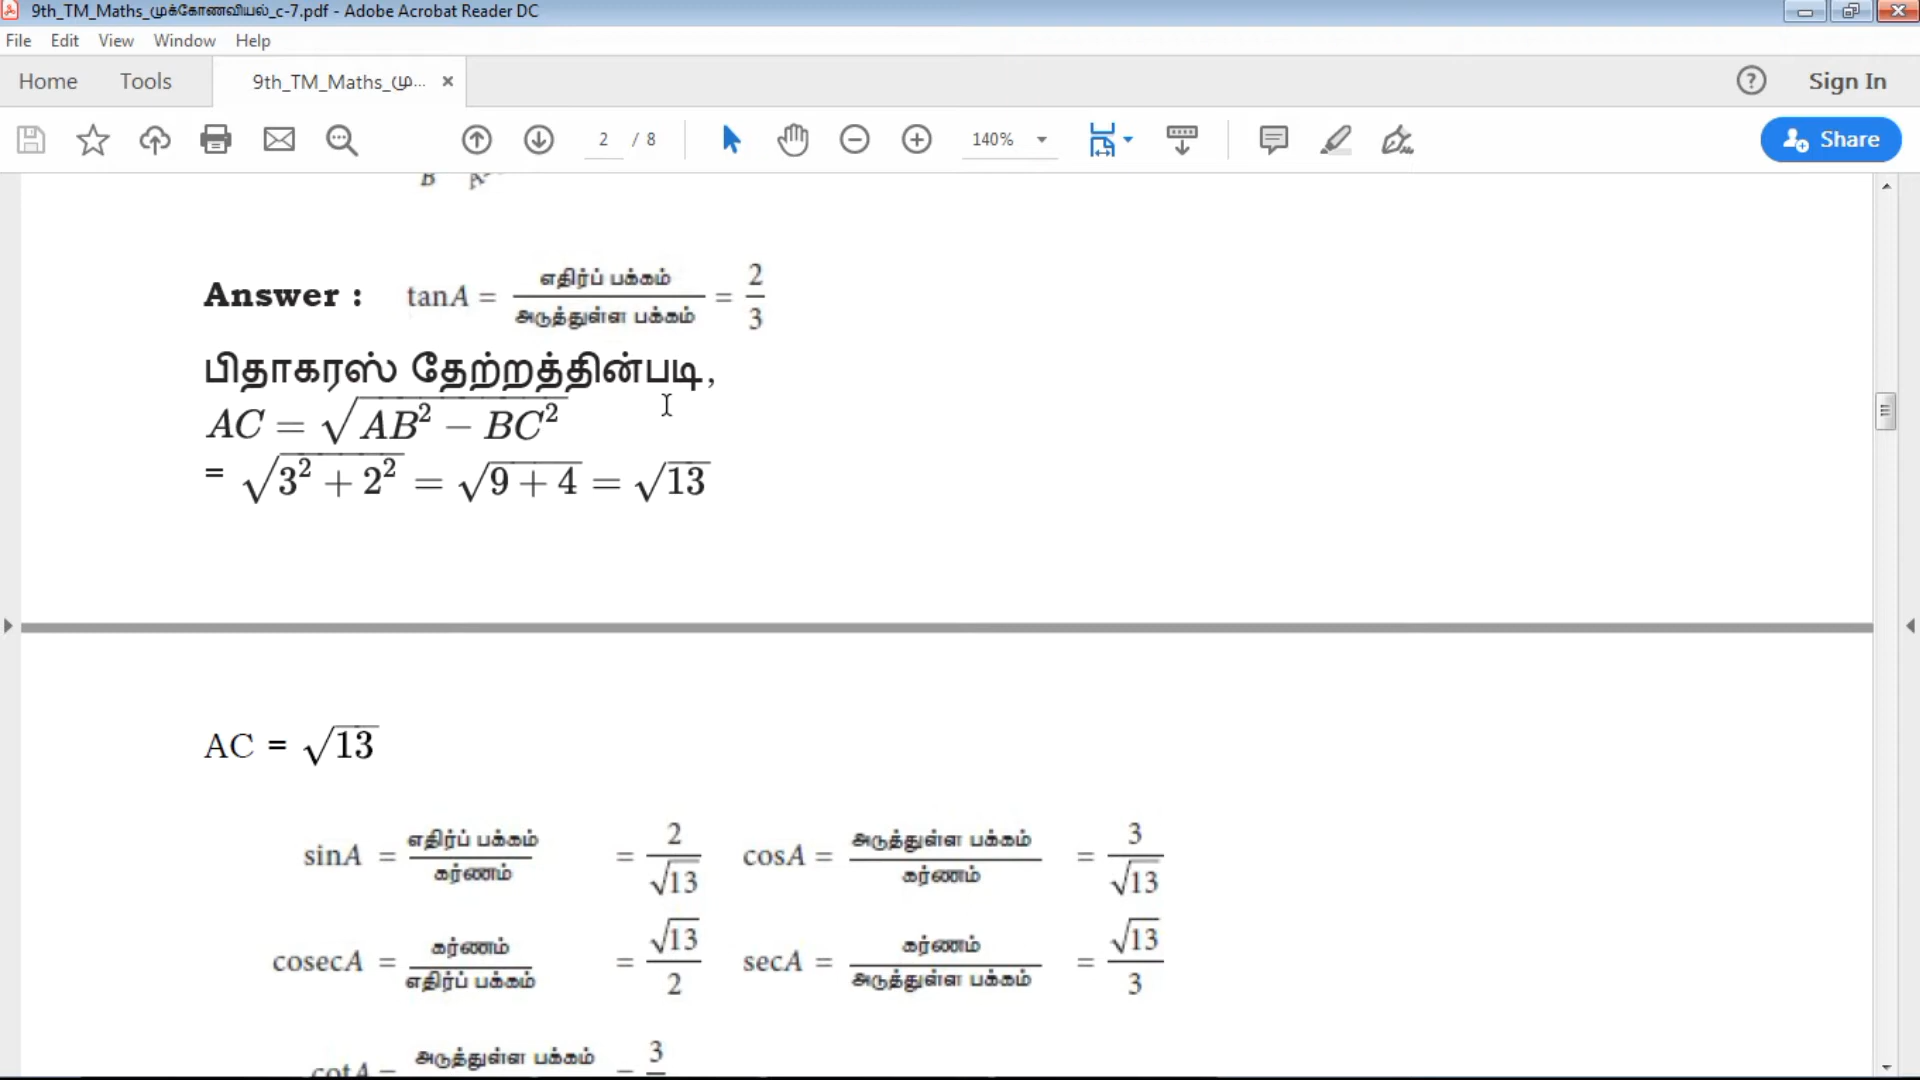 9th_TM_Maths_முக்கோணவியல்_c-7.pdf - Adobe Acrobat Reader DC
File Edit View Window Help
Home Tools 9th_TM_Maths_மு... × ? Sign In
2 / 8 140% Share
B A
Answer : tanA = எதிர்ப் பக்கம் / அடுத்துள்ள பக்கம் = 2/3
பிதாகரஸ் தேற்றத்தின்படி,
AC = √(AB² − BC²)
= √(3² + 2²) = √(9 + 4) = √13
AC = √13
sinA = எதிர்ப் பக்கம் / கர்ணம் = 2/√13 cosA = அடுத்துள்ள பக்கம் / கர்ணம் = 3/√13
cosecA = கர்ணம் / எதிர்ப் பக்கம் = √13/2 secA = கர்ணம் / அடுத்துள்ள பக்கம் = √13/3
cotA = அடுத்துள்ள பக்கம் = 3